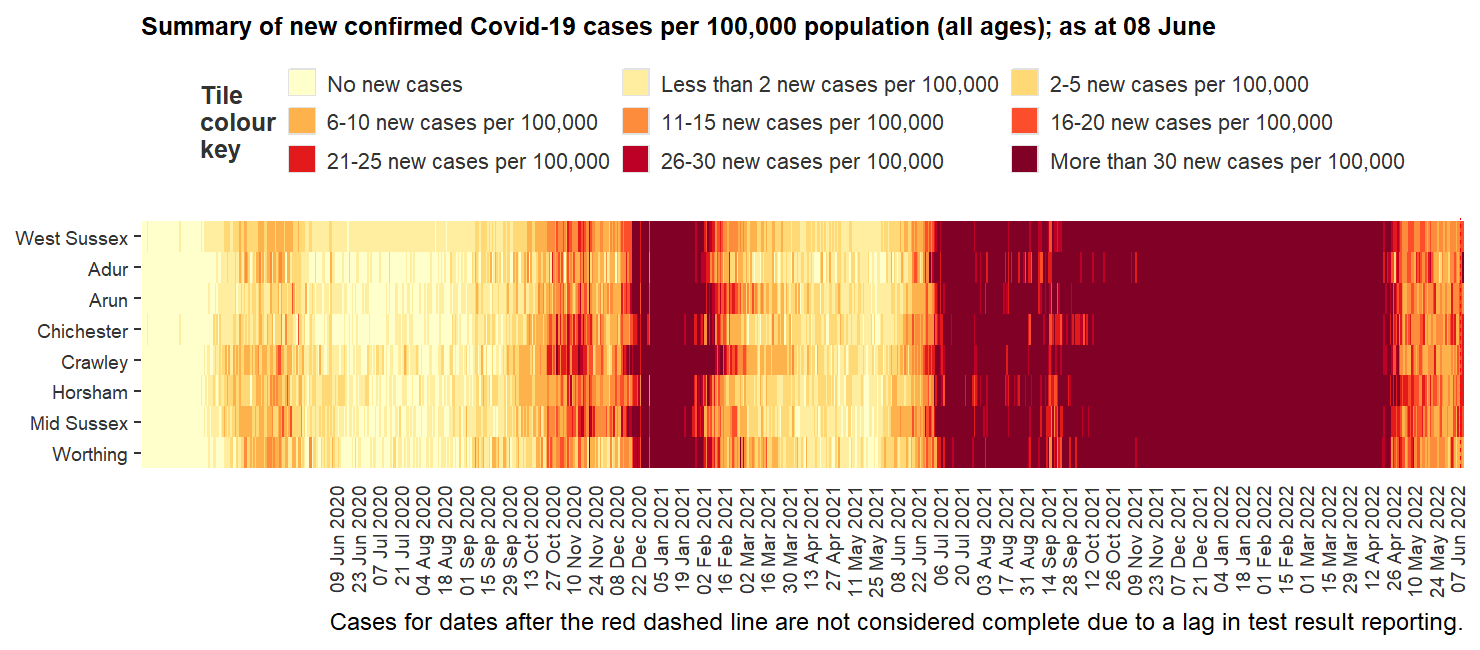 Summary of new confirmed Covid-19 cases per 100,000 population (all ages); as at 08 June
Tile
colour
key
No new cases
Less than 2 new cases per 100,000
2-5 new cases per 100,000
6-10 new cases per 100,000
11-15 new cases per 100,000
16-20 new cases per 100,000
21-25 new cases per 100,000
26-30 new cases per 100,000
More than 30 new cases per 100,000
West Sussex
Adur
Arun
Chichester
Crawley
Horsham
Mid Sussex
Worthing
09 Jun 2020
23 Jun 2020
07 Jul 2020
21 Jul 2020
04 Aug 2020
18 Aug 2020
01 Sep 2020
15 Sep 2020
29 Sep 2020
13 Oct 2020
27 Oct 2020
10 Nov 2020
24 Nov 2020
08 Dec 2020
22 Dec 2020
05 Jan 2021
19 Jan 2021
02 Feb 2021
16 Feb 2021
02 Mar 2021
16 Mar 2021
30 Mar 2021
13 Apr 2021
27 Apr 2021
11 May 2021
25 May 2021
08 Jun 2021
22 Jun 2021
06 Jul 2021
20 Jul 2021
03 Aug 2021
17 Aug 2021
31 Aug 2021
14 Sep 2021
28 Sep 2021
12 Oct 2021
26 Oct 2021
09 Nov 2021
23 Nov 2021
07 Dec 2021
21 Dec 2021
04 Jan 2022
18 Jan 2022
01 Feb 2022
15 Feb 2022
01 Mar 2022
15 Mar 2022
29 Mar 2022
12 Apr 2022
26 Apr 2022
10 May 2022
24 May 2022
07 Jun 2022
Cases for dates after the red dashed line are not considered complete due to a lag in test result reporting.